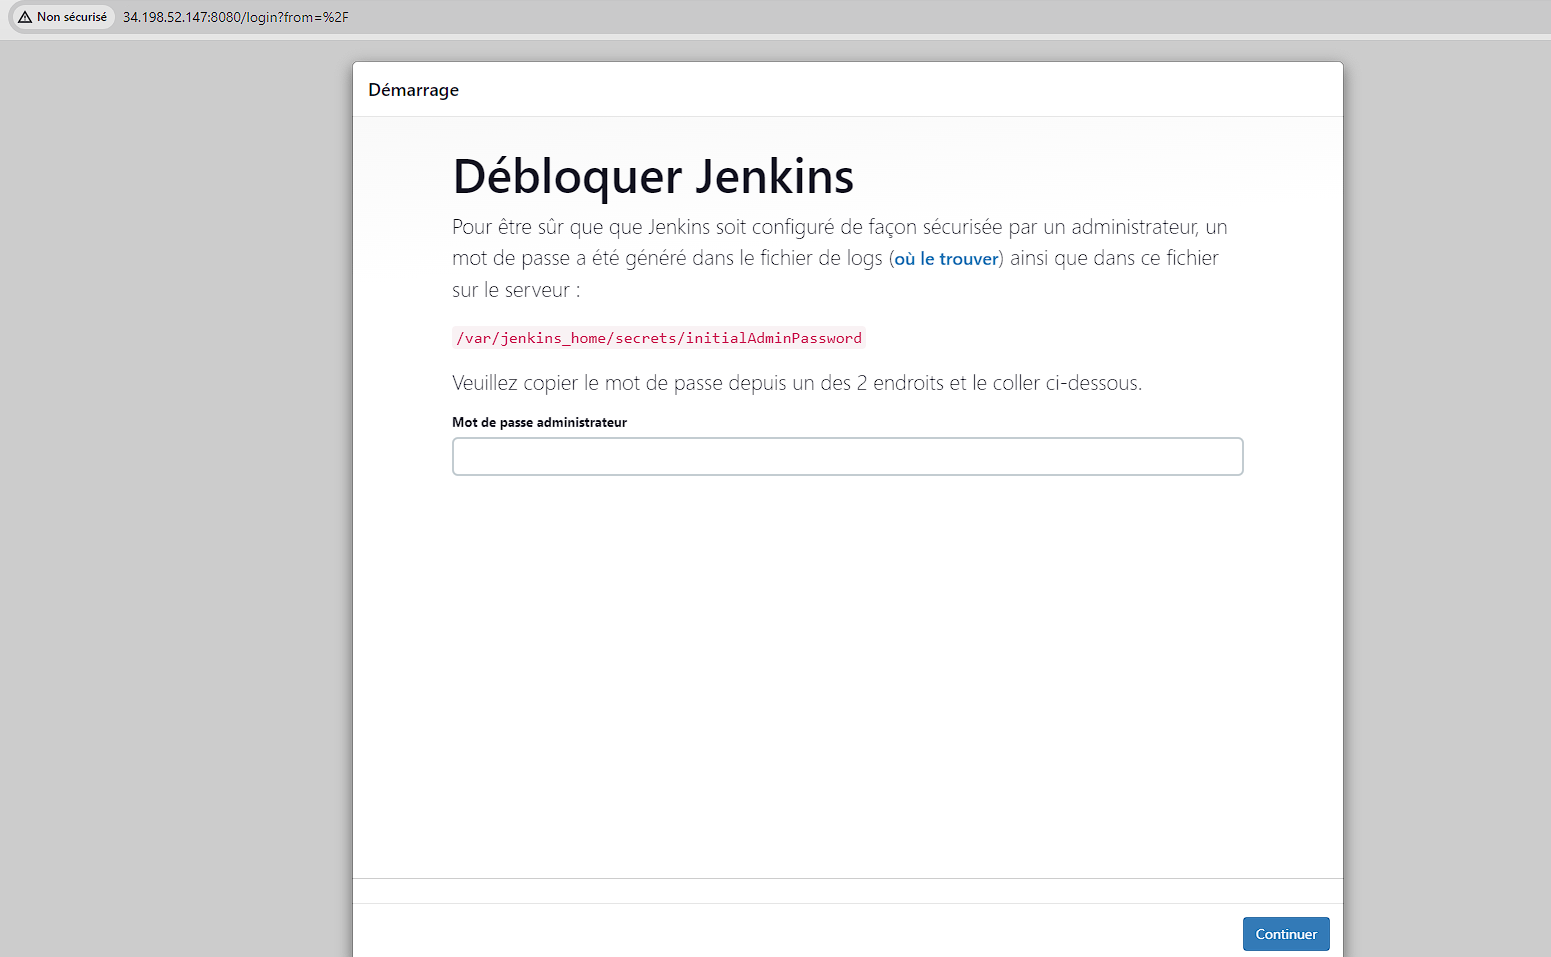 Non sécurisé 34.198.52.147:8080/login?from=%2F
Démarrage
Débloquer Jenkins
Pour être sûr que que Jenkins soit configuré de façon sécurisée par un administrateur, un
mot de passe a été généré dans le fichier de logs (où le trouver) ainsi que dans ce fichier
sur le serveur :
/var/jenkins_home/secrets/initialAdminPassword
Veuillez copier le mot de passe depuis un des 2 endroits et le coller ci-dessous.
Mot de passe administrateur
Continuer